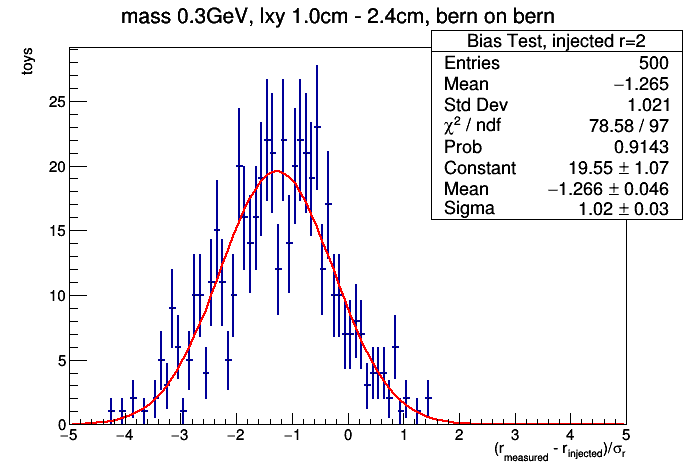 mass 0.3GeV, lxy 1.0cm - 2.4cm, bern on bern
Bias Test, injected r=2
Entries 500
Mean −1.265
Std Dev 1.021
χ² / ndf 78.58 / 97
Prob 0.9143
Constant 19.55 ± 1.07
Mean −1.266 ± 0.046
Sigma 1.02 ± 0.03
toys
25
20
15
10
5
0
−5 −4 −3 −2 −1 0 1 2 3 4 5
(r_measured - r_injected)/σ_r